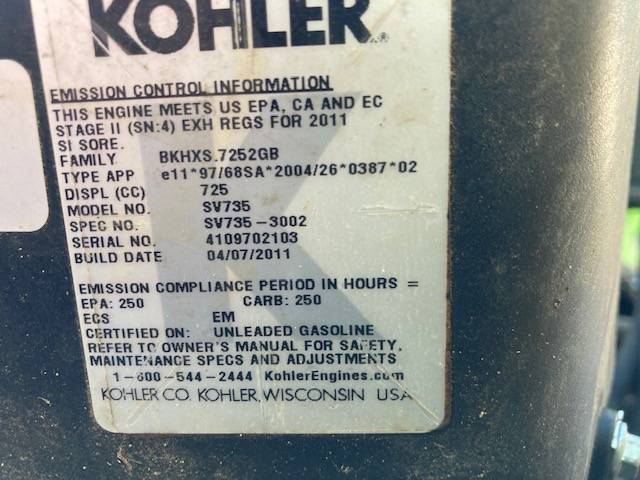 KOHLER
EMISSION CONTROL INFORMATION
THIS ENGINE MEETS US EPA, CA AND EC
STAGE II (SN:4) EXH REGS FOR 2011
SI SORE.
FAMILY BKHXS.7252GB
TYPE APP e11*97/68SA*2004/26*0387*02
DISPL (CC) 725
MODEL NO. SV735
SPEC NO. SV735-3002
SERIAL NO. 4109702103
BUILD DATE 04/07/2011
EMISSION COMPLIANCE PERIOD IN HOURS =
EPA: 250 CARB: 250
ECS EM
CERTIFIED ON: UNLEADED GASOLINE
REFER TO OWNER'S MANUAL FOR SAFETY,
MAINTENANCE SPECS AND ADJUSTMENTS
1-800-544-2444 KohlerEngines.com
KOHLER CO. KOHLER, WISCONSIN USA